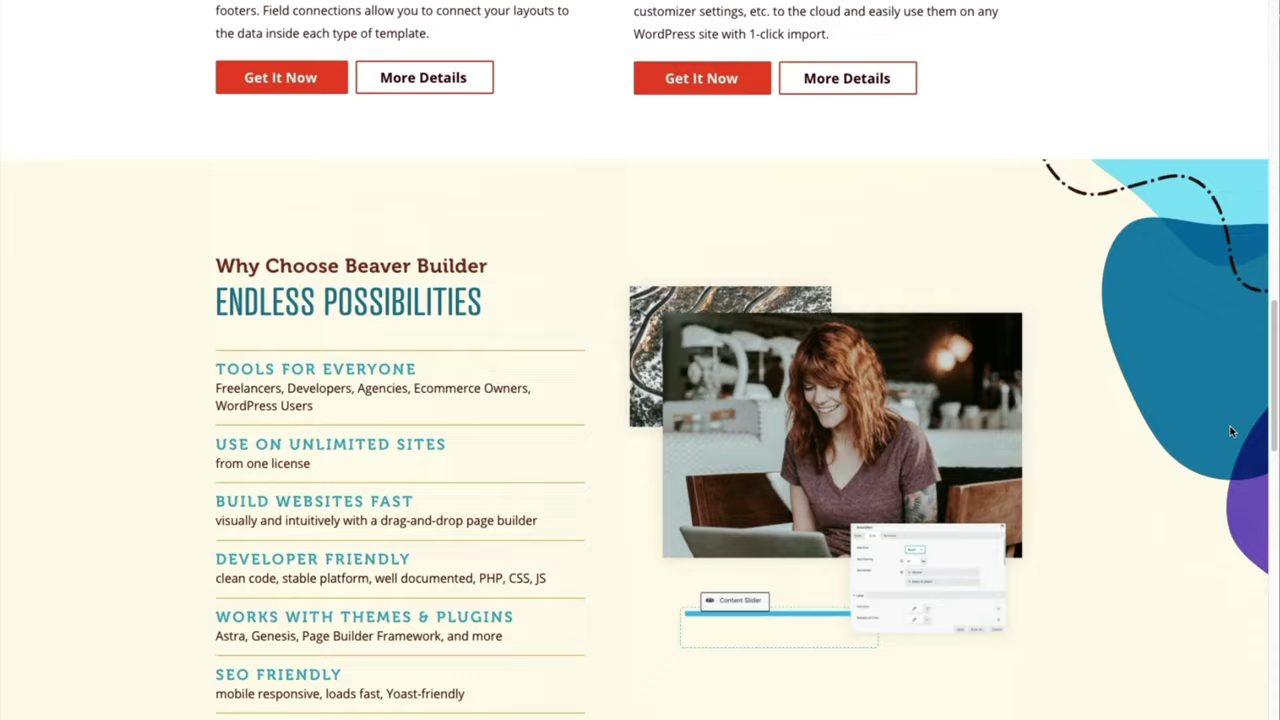 footers. Field connections allow you to connect your layouts to
the data inside each type of template.
Get It Now
More Details
customizer settings, etc. to the cloud and easily use them on any
WordPress site with 1-click import.
Get It Now
More Details
Why Choose Beaver Builder
ENDLESS POSSIBILITIES
TOOLS FOR EVERYONE
Freelancers, Developers, Agencies, Ecommerce Owners,
WordPress Users
USE ON UNLIMITED SITES
from one license
BUILD WEBSITES FAST
visually and intuitively with a drag-and-drop page builder
DEVELOPER FRIENDLY
clean code, stable platform, well documented, PHP, CSS, JS
WORKS WITH THEMES & PLUGINS
Astra, Genesis, Page Builder Framework, and more
SEO FRIENDLY
mobile responsive, loads fast, Yoast-friendly
Content Slider